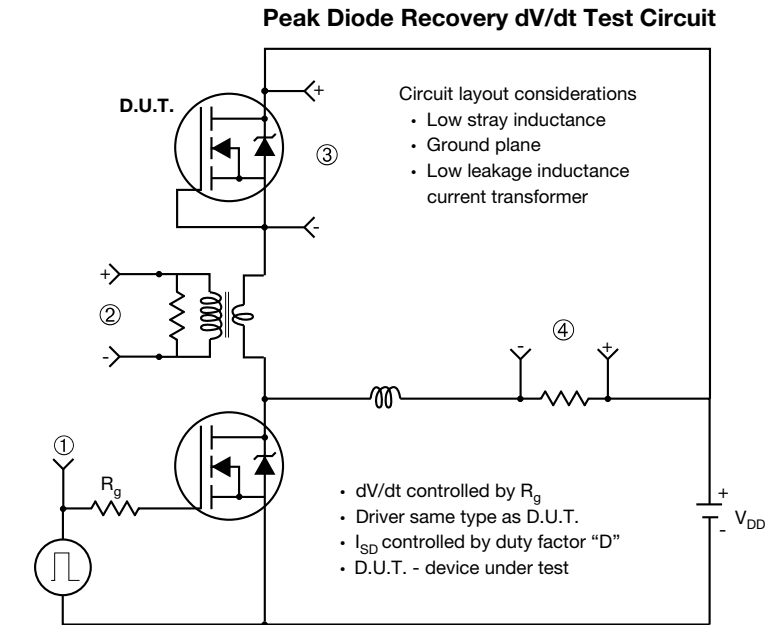 Peak Diode Recovery dV/dt Test Circuit
D.U.T.
+
Circuit layout considerations
• Low stray inductance
• Ground plane
• Low leakage inductance
current transformer
③
-
+
②
-
④
-
+
①
Rg
• dV/dt controlled by Rg
• Driver same type as D.U.T.
• ISD controlled by duty factor “D”
• D.U.T. - device under test
+
VDD
-